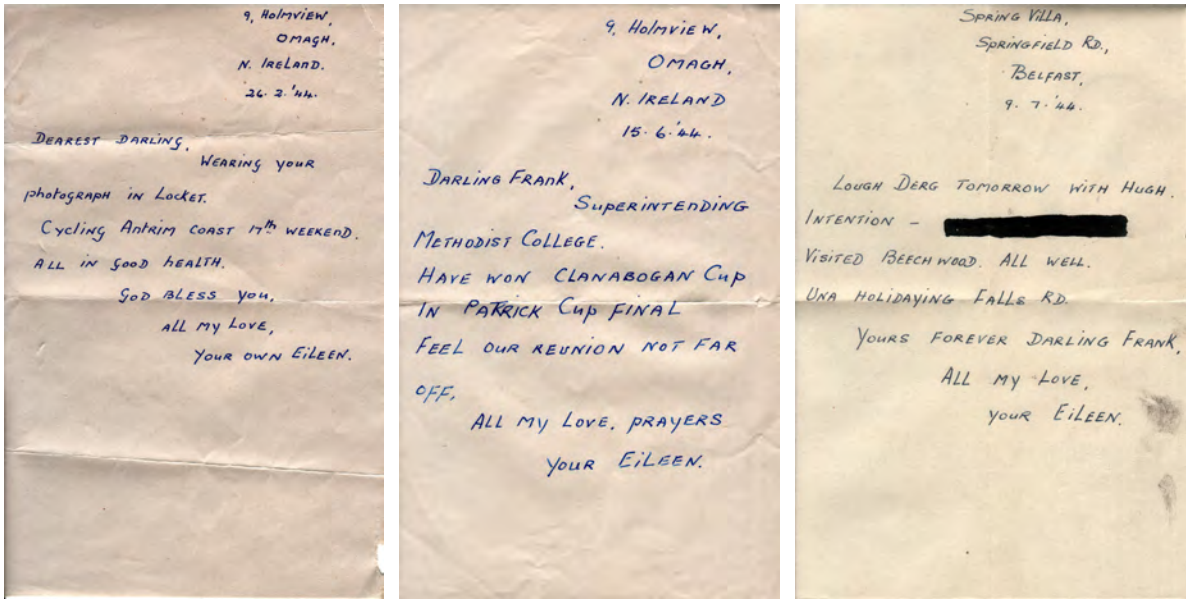 9, HOLMVIEW,
OMAGH,
N. IRELAND.
26. 2. '44.
DEAREST DARLING,
WEARING your
photograph in Locket.
Cycling Antrim COAST 17th WEEKEND.
ALL IN good health.
God BLESS you,
ALL my LOVE,
your own EiLEEN.
9, HolmviEW,
OMAGH,
N. IRELAND
15. 6. '44.
DARLING FRANK,
SUPERINTENDING
METHODIST COLLEGE.
HAVE WON CLANABOGAN Cup
IN PATRICK Cup FINAL
FEEL OUR REUNION NOT FAR
OFF,
ALL my LOVE, PRAYERS
your EiLEEN.
SPRING VILLA,
SPRINGFIELD RD.,
BELFAST,
9. 7. '44.
LOUGH DERG TOMORROW WITH HUGH.
INTENTION –
VISITED BEECHWOOD. ALL WELL.
UNA HOLIDAYING FALLS RD.
YOURS FOREVER DARLING FRANK,
ALL my LOVE,
your EiLEEN.